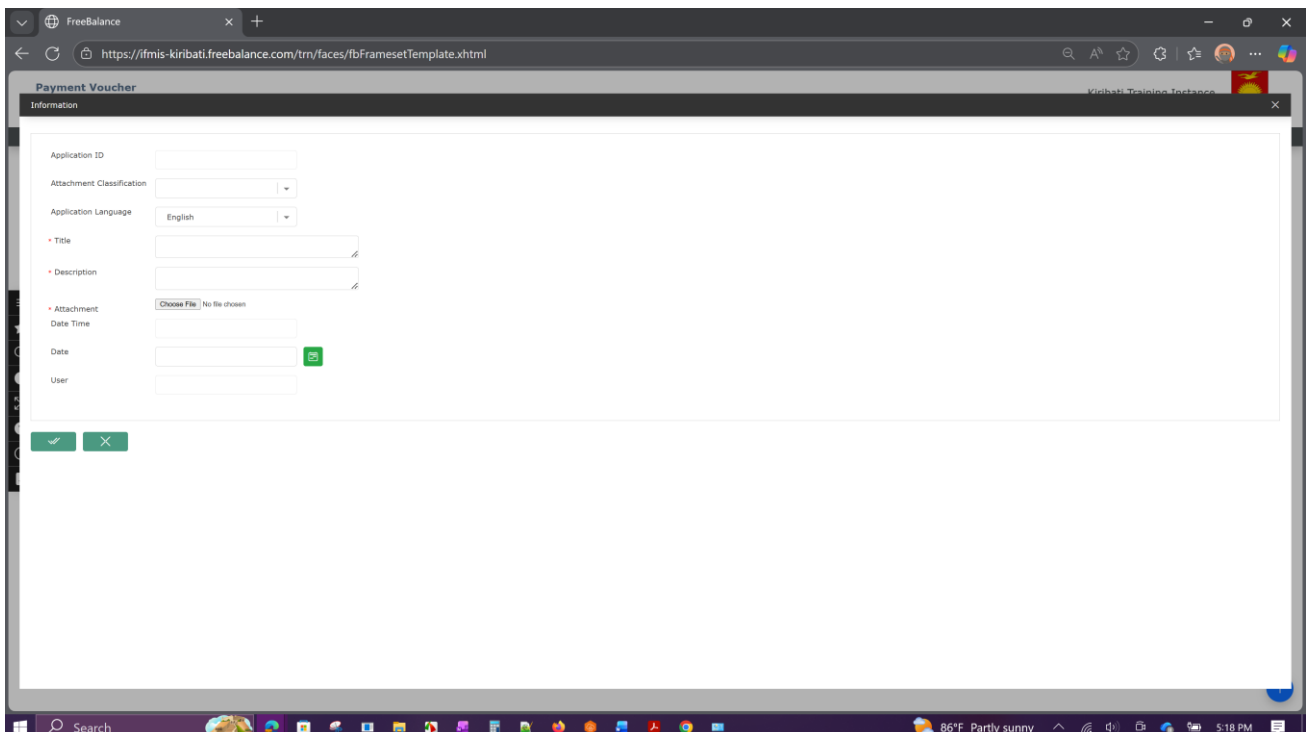 FreeBalance
https://ifmis-kiribati.freebalance.com/trn/faces/fbFramesetTemplate.xhtml
Payment Voucher
Kiribati Training Instance
Information
Application ID
Attachment Classification
Application Language English
* Title
* Description
* Attachment Choose File No file chosen
Date Time
Date
User
Search
86°F Partly sunny
5:18 PM